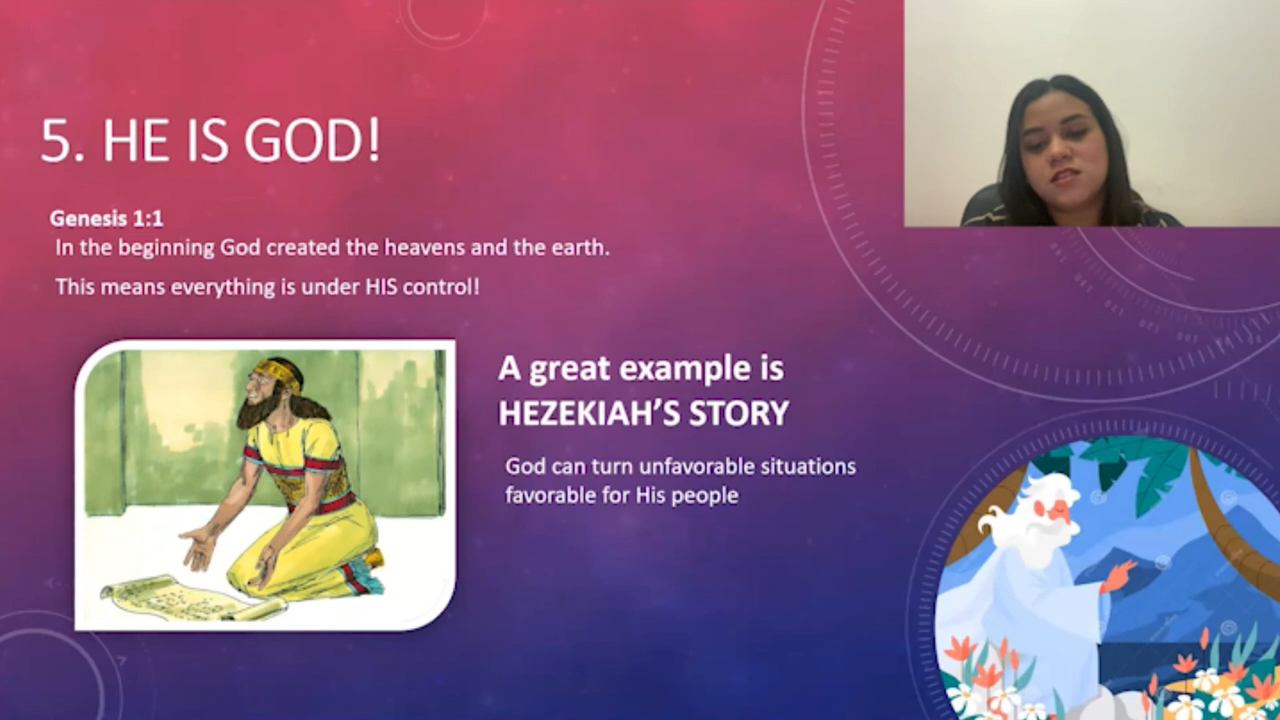 5. HE IS GOD!
Genesis 1:1
In the beginning God created the heavens and the earth.
This means everything is under HIS control!
A great example is
HEZEKIAH’S STORY
God can turn unfavorable situations
favorable for His people